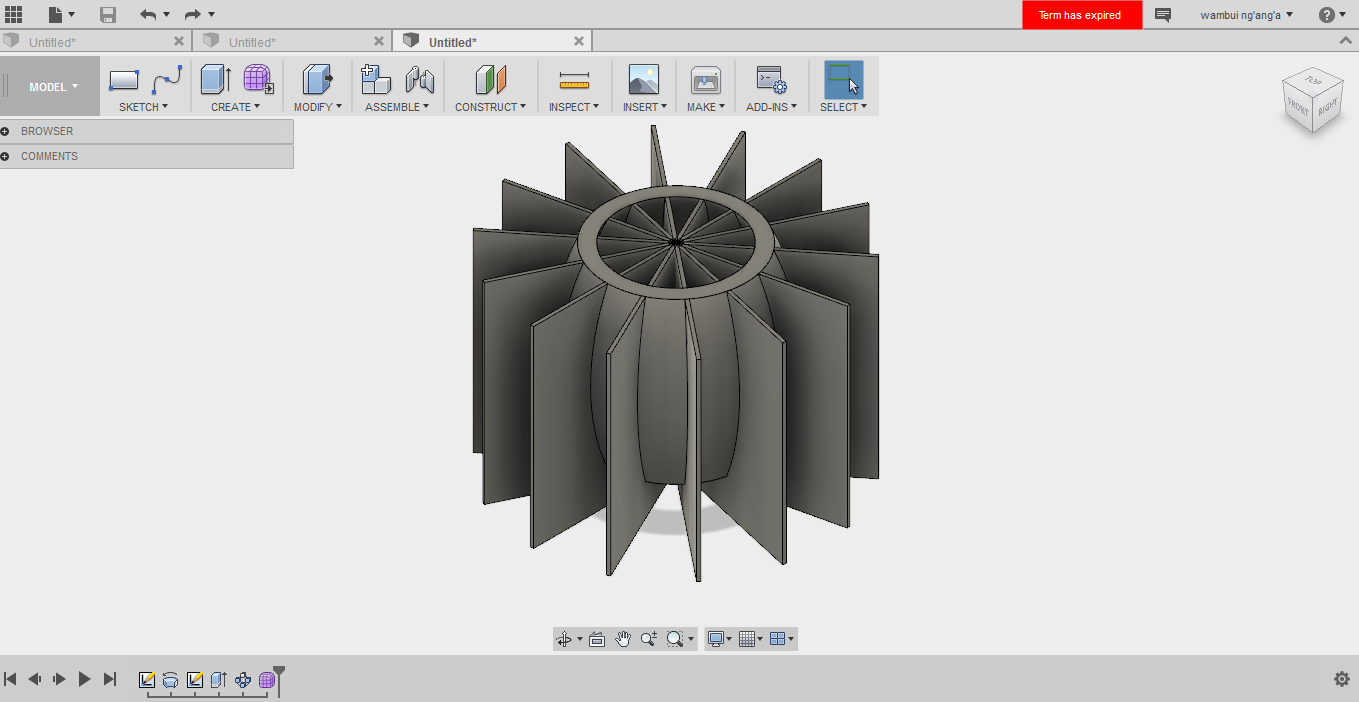 Term has expired
wambui ng'ang'a
?
Untitled*
Untitled*
Untitled*
MODEL
SKETCH
CREATE
MODIFY
ASSEMBLE
CONSTRUCT
INSPECT
INSERT
MAKE
ADD-INS
SELECT
TOP
FRONT
RIGHT
BROWSER
COMMENTS